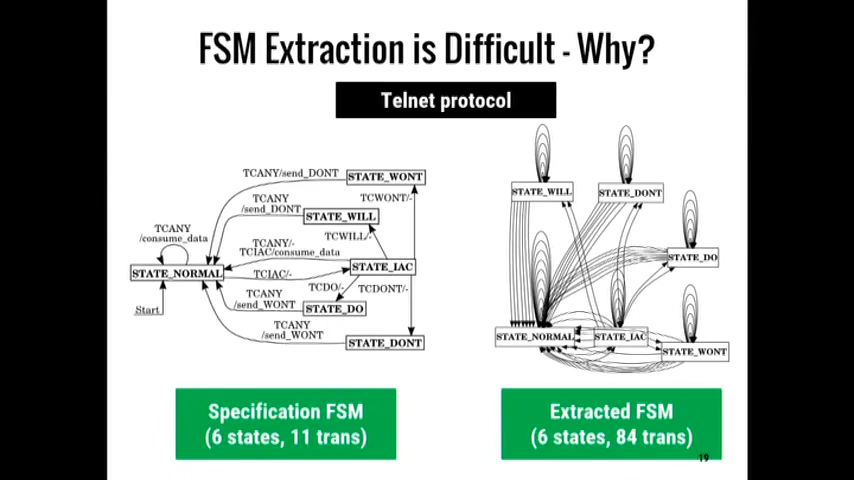 FSM Extraction is Difficult - Why?
Telnet protocol
TCANY/send_DONT
STATE_WONT
TCANY
/send_DONT
TCWONT/-
STATE_WILL
TCANY
/consume_data
TCWILL/-
TCANY/-
TCIAC/consume_data
STATE_NORMAL
STATE_IAC
TCIAC/-
TCDO/-
TCDONT/-
TCANY
/send_WONT
Start
STATE_DO
TCANY
/send_WONT
STATE_DONT
STATE_WILL
STATE_DONT
STATE_DO
STATE_NORMAL
STATE_IAC
STATE_WONT
Specification FSM
(6 states, 11 trans)
Extracted FSM
(6 states, 84 trans)
19